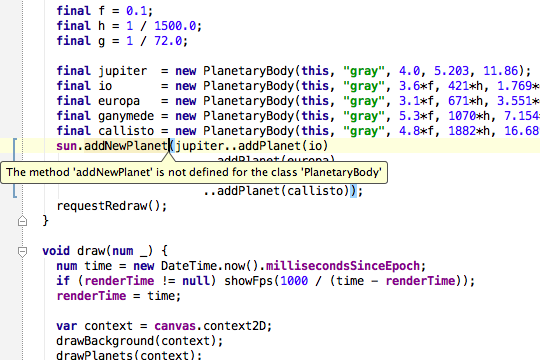 final f = 0.1;
final h = 1 / 1500.0;
final g = 1 / 72.0;
final jupiter  = new PlanetaryBody(this, "gray", 4.0, 5.203, 11.86);
final io       = new PlanetaryBody(this, "gray", 3.6*f, 421*h, 1.769*
final europa   = new PlanetaryBody(this, "gray", 3.1*f, 671*h, 3.551*
final ganymede = new PlanetaryBody(this, "gray", 5.3*f, 1070*h, 7.154
final callisto = new PlanetaryBody(this, "gray", 4.8*f, 1882*h, 16.68
sun.addNewPlanet(jupiter..addPlanet(io)
addPlanet(europa)
The method 'addNewPlanet' is not defined for the class 'PlanetaryBody'
..addPlanet(callisto));
requestRedraw();
}
void draw(num _) {
num time = new DateTime.now().millisecondsSinceEpoch;
if (renderTime != null) showFps(1000 / (time - renderTime));
renderTime = time;
var context = canvas.context2D;
drawBackground(context);
drawPlanets(context);